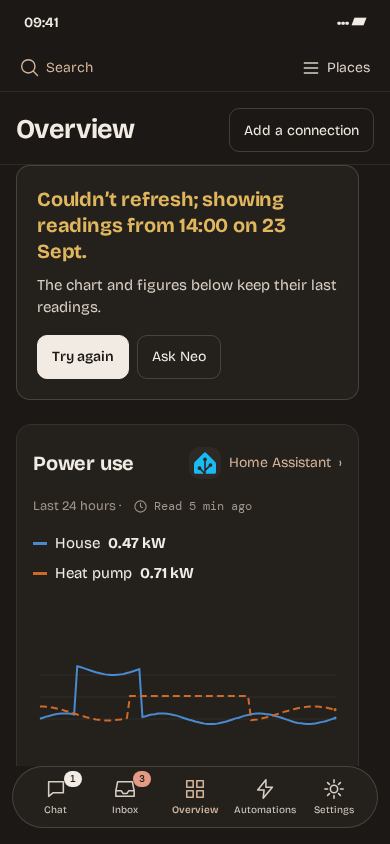 09:41
Search
Places
Overview
Add a connection
Couldn’t refresh; showing
readings from 14:00 on 23
Sept.
The chart and figures below keep their last
readings.
Try again
Ask Neo
Power use
Home Assistant ›
Last 24 hours ·
Read 5 min ago
House 0.47 kW
Heat pump 0.71 kW
1
3
Chat
Inbox
Overview
Automations
Settings